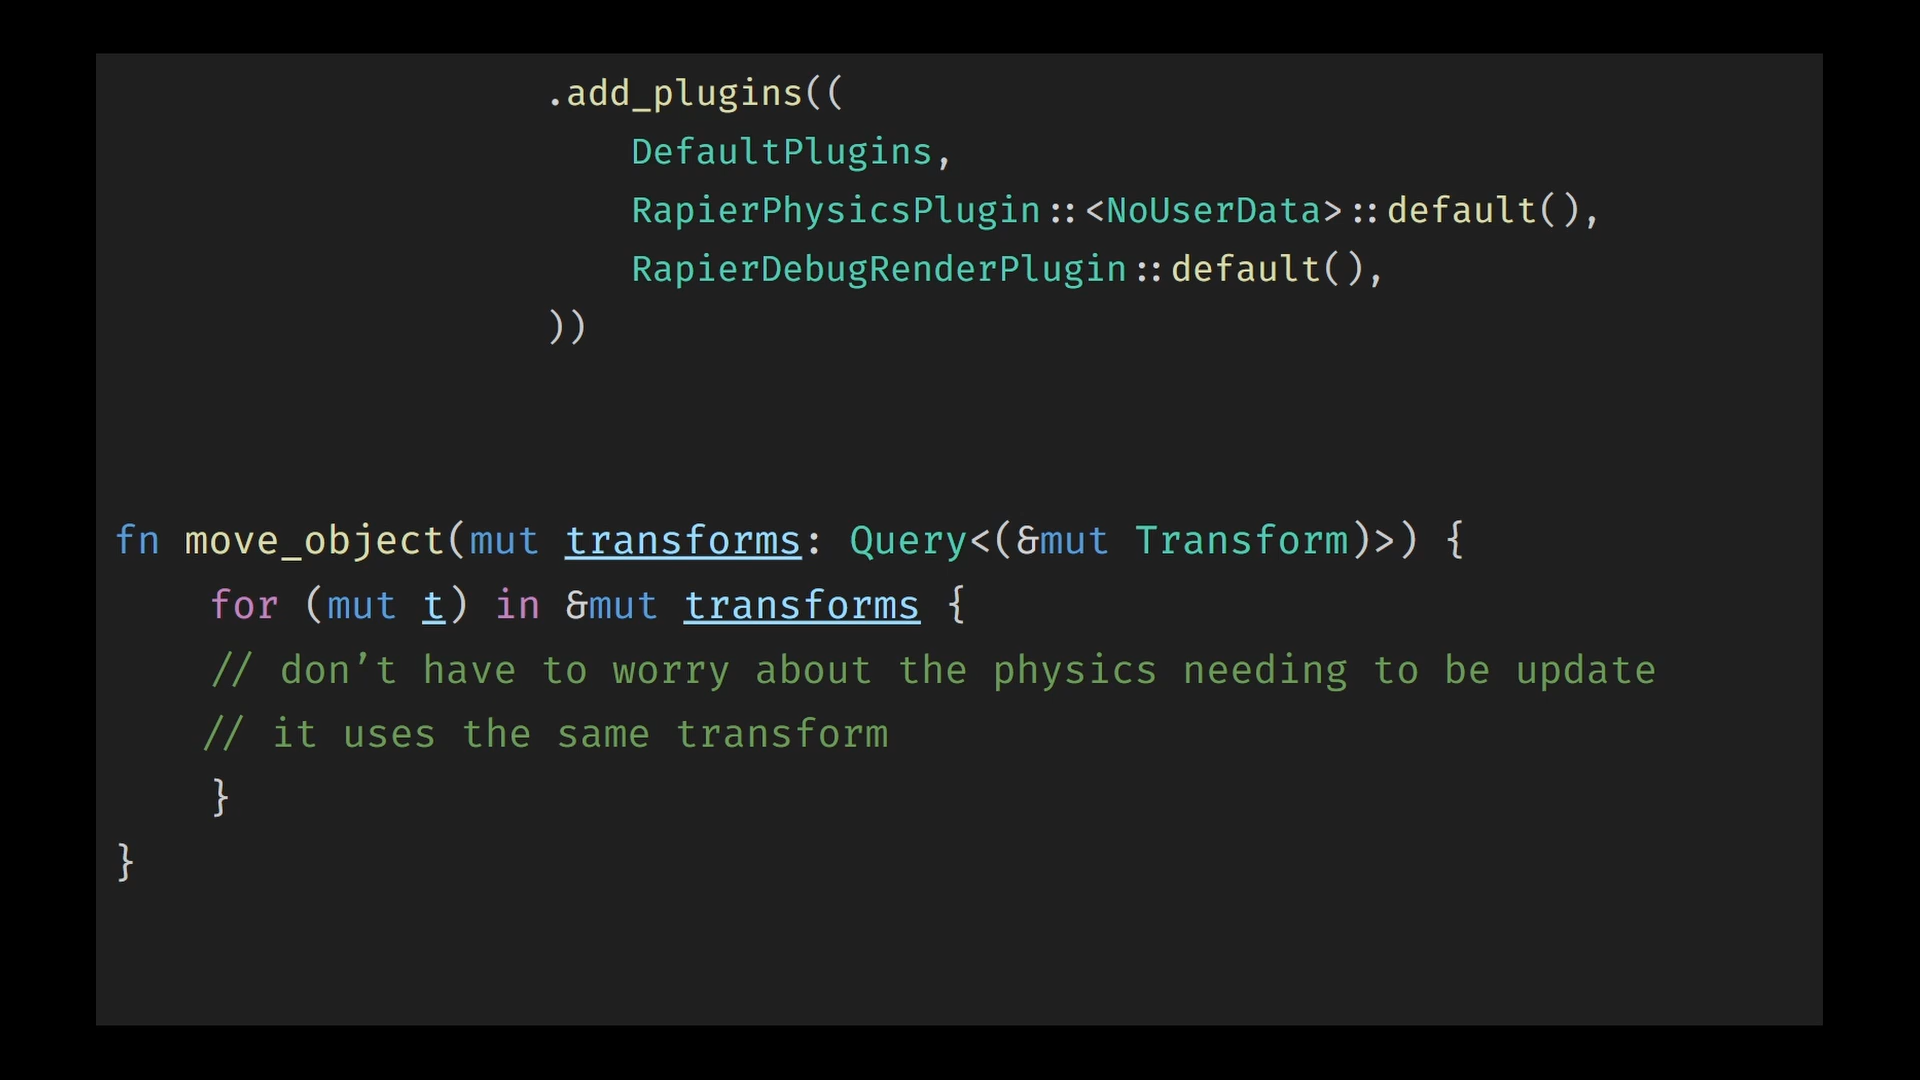 .add_plugins((
DefaultPlugins,
RapierPhysicsPlugin::<NoUserData>::default(),
RapierDebugRenderPlugin::default(),
))
fn move_object(mut transforms: Query<(&mut Transform)>) {
for (mut t) in &mut transforms {
// don’t have to worry about the physics needing to be update
// it uses the same transform
}
}